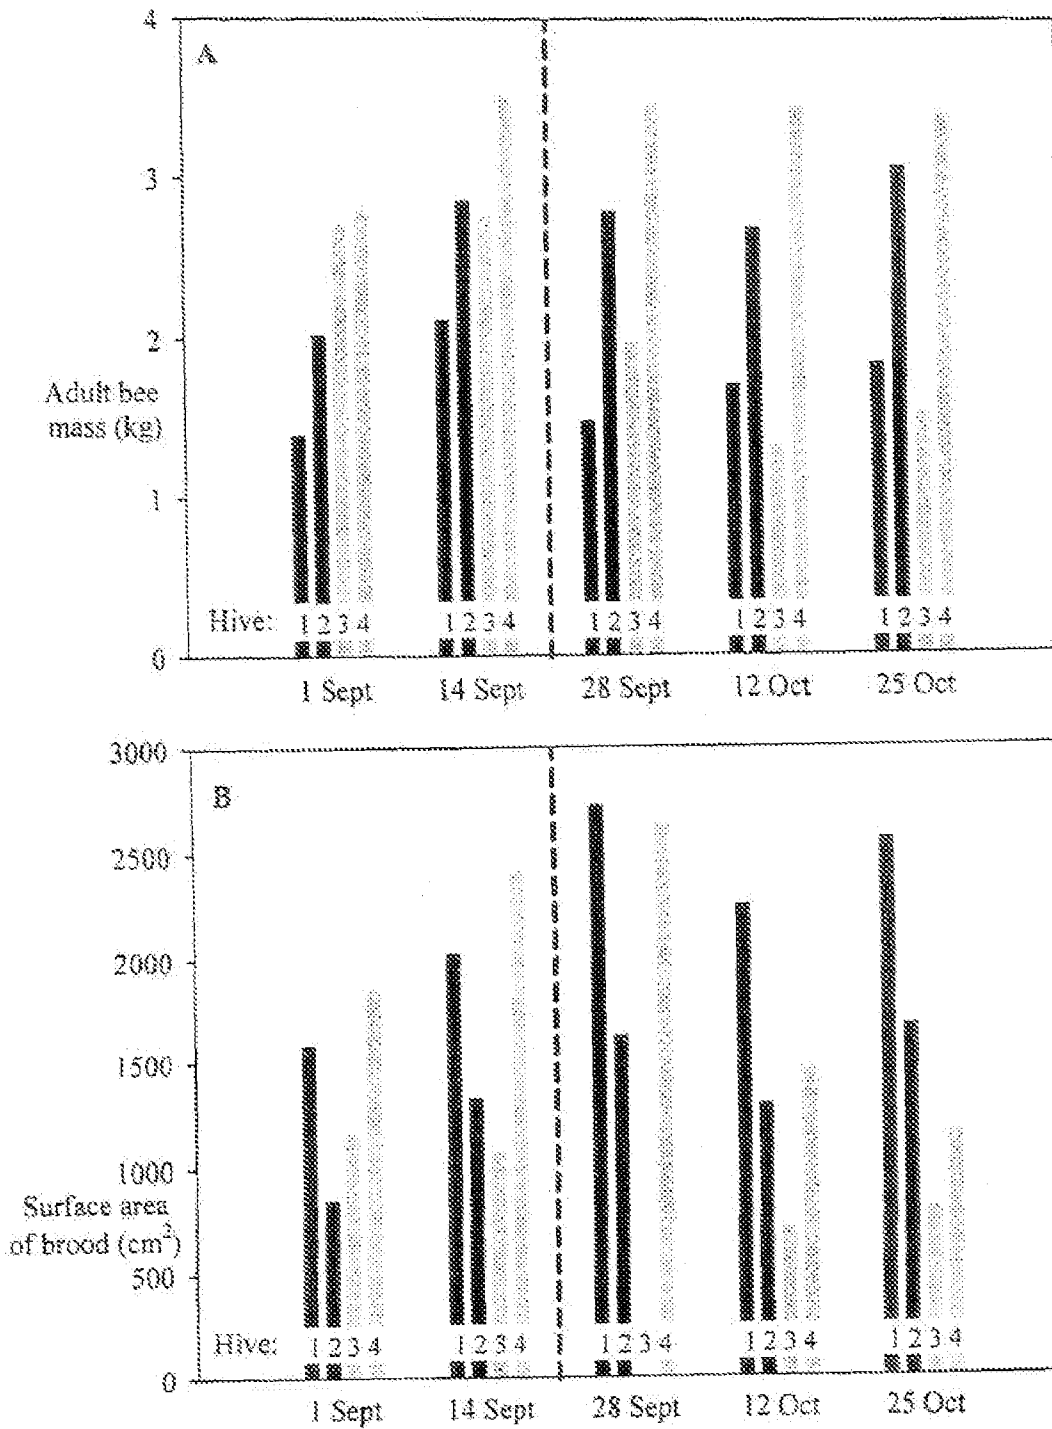 4
A
3
2
Adult bee
mass (kg)
1
Hive: 1 2 3 4 1 2 3 4 1 2 3 4 1 2 3 4 1 2 3 4
0
1 Sept 14 Sept 28 Sept 12 Oct 25 Oct
3000
B
2500
2000
1500
1000
Surface area
of brood (cm²)
500
Hive: 1 2 3 4 1 2 3 4 1 2 3 4 1 2 3 4 1 2 3 4
0
1 Sept 14 Sept 28 Sept 12 Oct 25 Oct